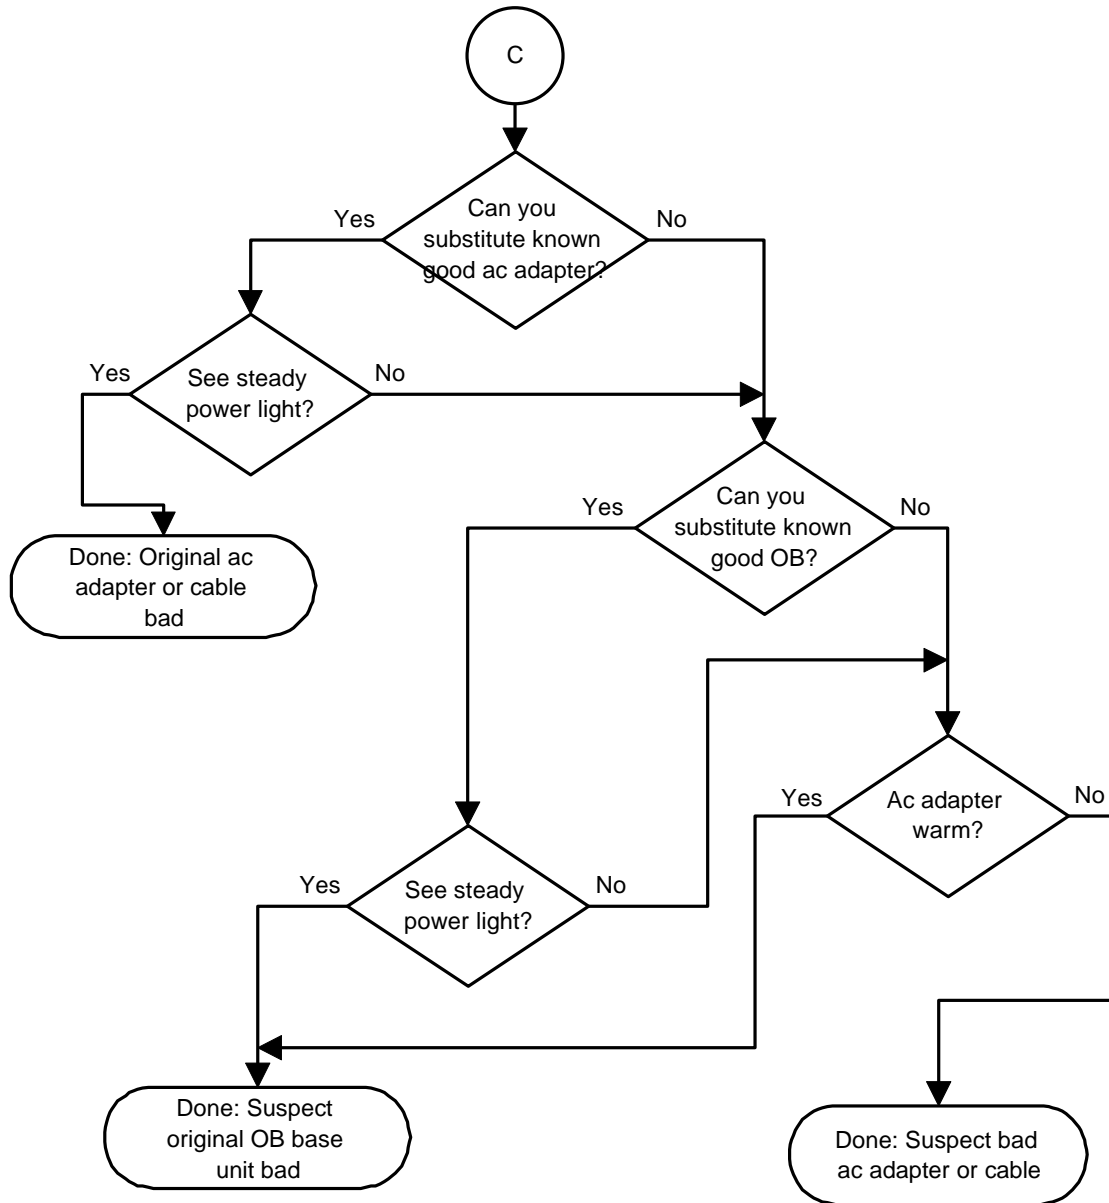 C
Can you
substitute known
good ac adapter?
Yes
No
See steady
power light?
Yes
No
Done: Original ac
adapter or cable
bad
Can you
substitute known
good OB?
Yes
No
Ac adapter
warm?
Yes
No
See steady
power light?
Yes
No
Done: Suspect
original OB base
unit bad
Done: Suspect bad
ac adapter or cable